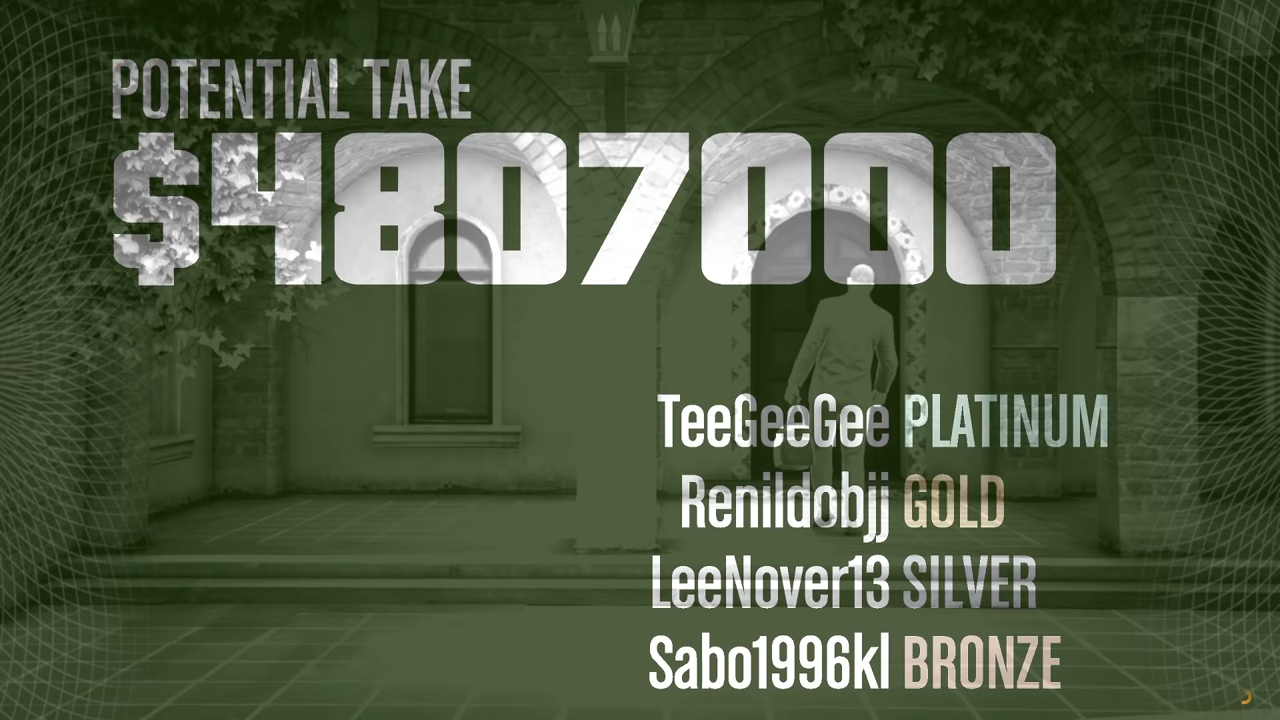 POTENTIAL TAKE
$4807000
TeeGeeGee PLATINUM
Renildobjj GOLD
LeeNover13 SILVER
Sabo1996kl BRONZE